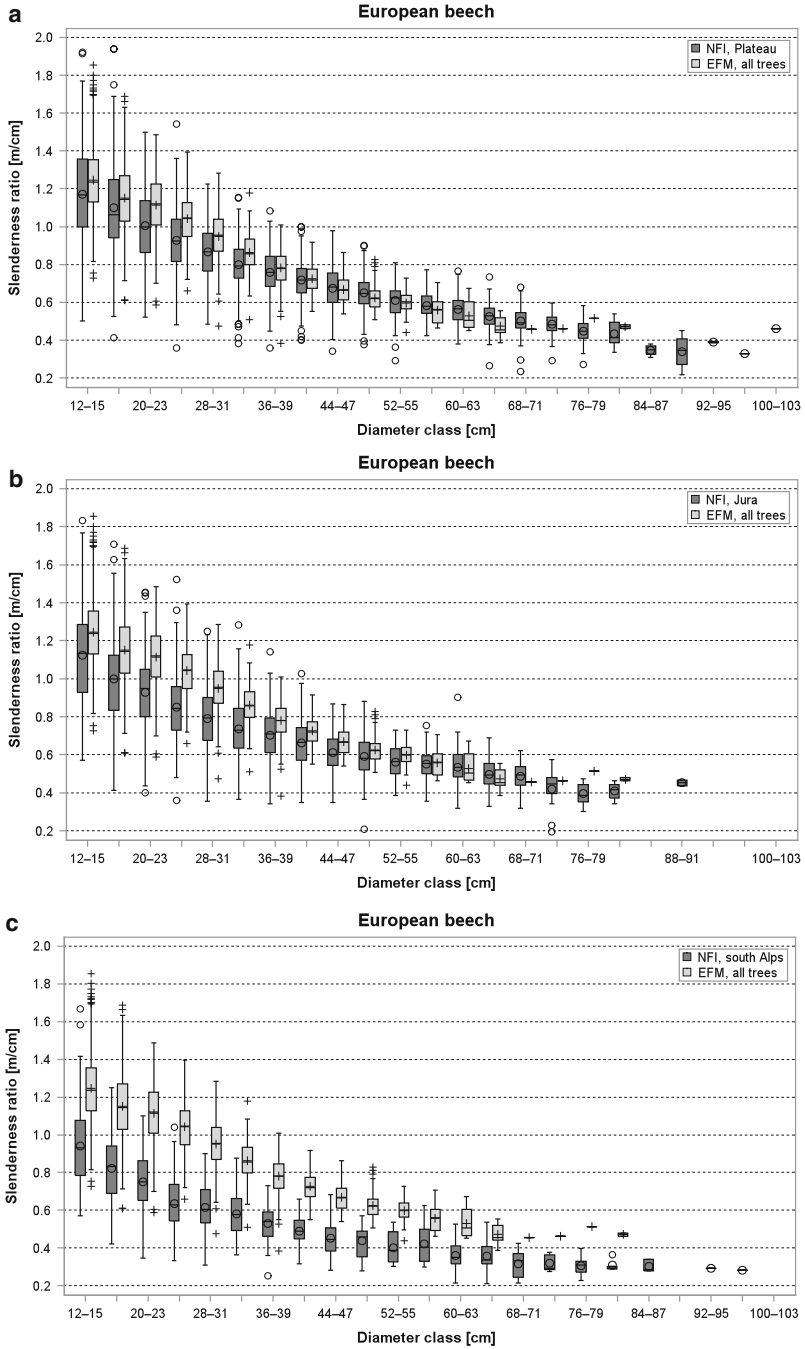 a
European beech
NFI, Plateau
EFM, all trees
Slenderness ratio [m/cm]
2.0
1.8
1.6
1.4
1.2
1.0
0.8
0.6
0.4
0.2
12–15 20–23 28–31 36–39 44–47 52–55 60–63 68–71 76–79 84–87 92–95 100–103
Diameter class [cm]
b
European beech
NFI, Jura
EFM, all trees
Slenderness ratio [m/cm]
2.0
1.8
1.6
1.4
1.2
1.0
0.8
0.6
0.4
0.2
12–15 20–23 28–31 36–39 44–47 52–55 60–63 68–71 76–79 88–91 100–103
Diameter class [cm]
c
European beech
NFI, south Alps
EFM, all trees
Slenderness ratio [m/cm]
2.0
1.8
1.6
1.4
1.2
1.0
0.8
0.6
0.4
0.2
12–15 20–23 28–31 36–39 44–47 52–55 60–63 68–71 76–79 84–87 92–95 100–103
Diameter class [cm]